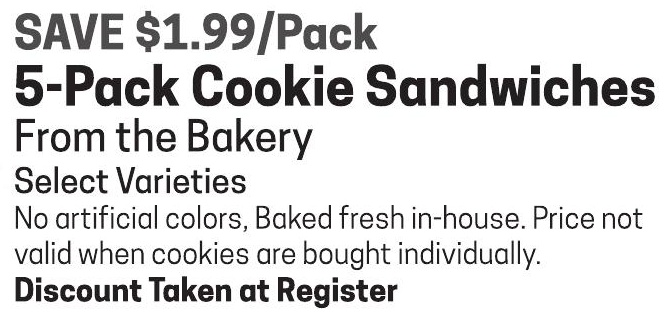 SAVE $1.99/Pack
5-Pack Cookie Sandwiches
From the Bakery
Select Varieties
No artificial colors, Baked fresh in-house. Price not
valid when cookies are bought individually.
Discount Taken at Register